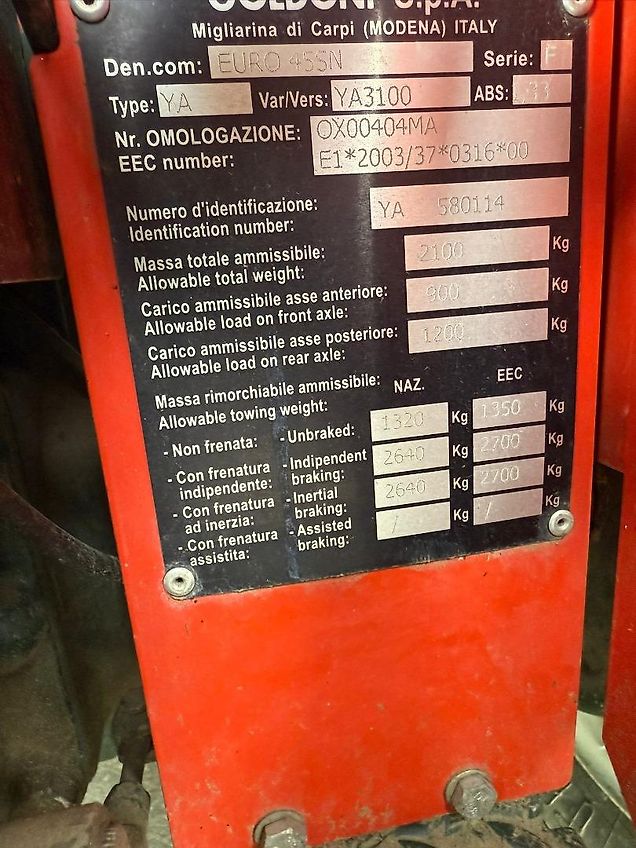 GOLDONI S.p.A.
Migliarina di Carpi (MODENA) ITALY
Den.com: EURO 45SN Serie: F
Type: YA Var/Vers: YA3100 ABS:
Nr. OMOLOGAZIONE: OX00404MA
EEC number: E1*2003/37*0316*00
Numero d'identificazione:
Identification number: YA 580114
Massa totale ammissibile:
Allowable total weight: 2100 Kg
Carico ammissibile asse anteriore:
Allowable load on front axle: 900 Kg
Carico ammissibile asse posteriore:
Allowable load on rear axle: 1200 Kg
Massa rimorchiabile ammissibile: NAZ. EEC
Allowable towing weight:
- Non frenata: - Unbraked: 1320 Kg 1350 Kg
- Con frenatura indipendente: - Indipendent braking: 2640 Kg 2700 Kg
- Con frenatura ad inerzia: - Inertial braking: 2640 Kg 2700 Kg
- Con frenatura assistita: - Assisted braking: / Kg / Kg